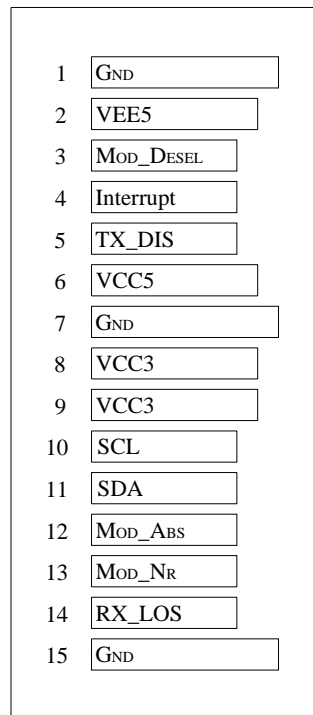 1 GND
2 VEE5
3 MOD_DESEL
4 Interrupt
5 TX_DIS
6 VCC5
7 GND
8 VCC3
9 VCC3
10 SCL
11 SDA
12 MOD_ABS
13 MOD_NR
14 RX_LOS
15 GND